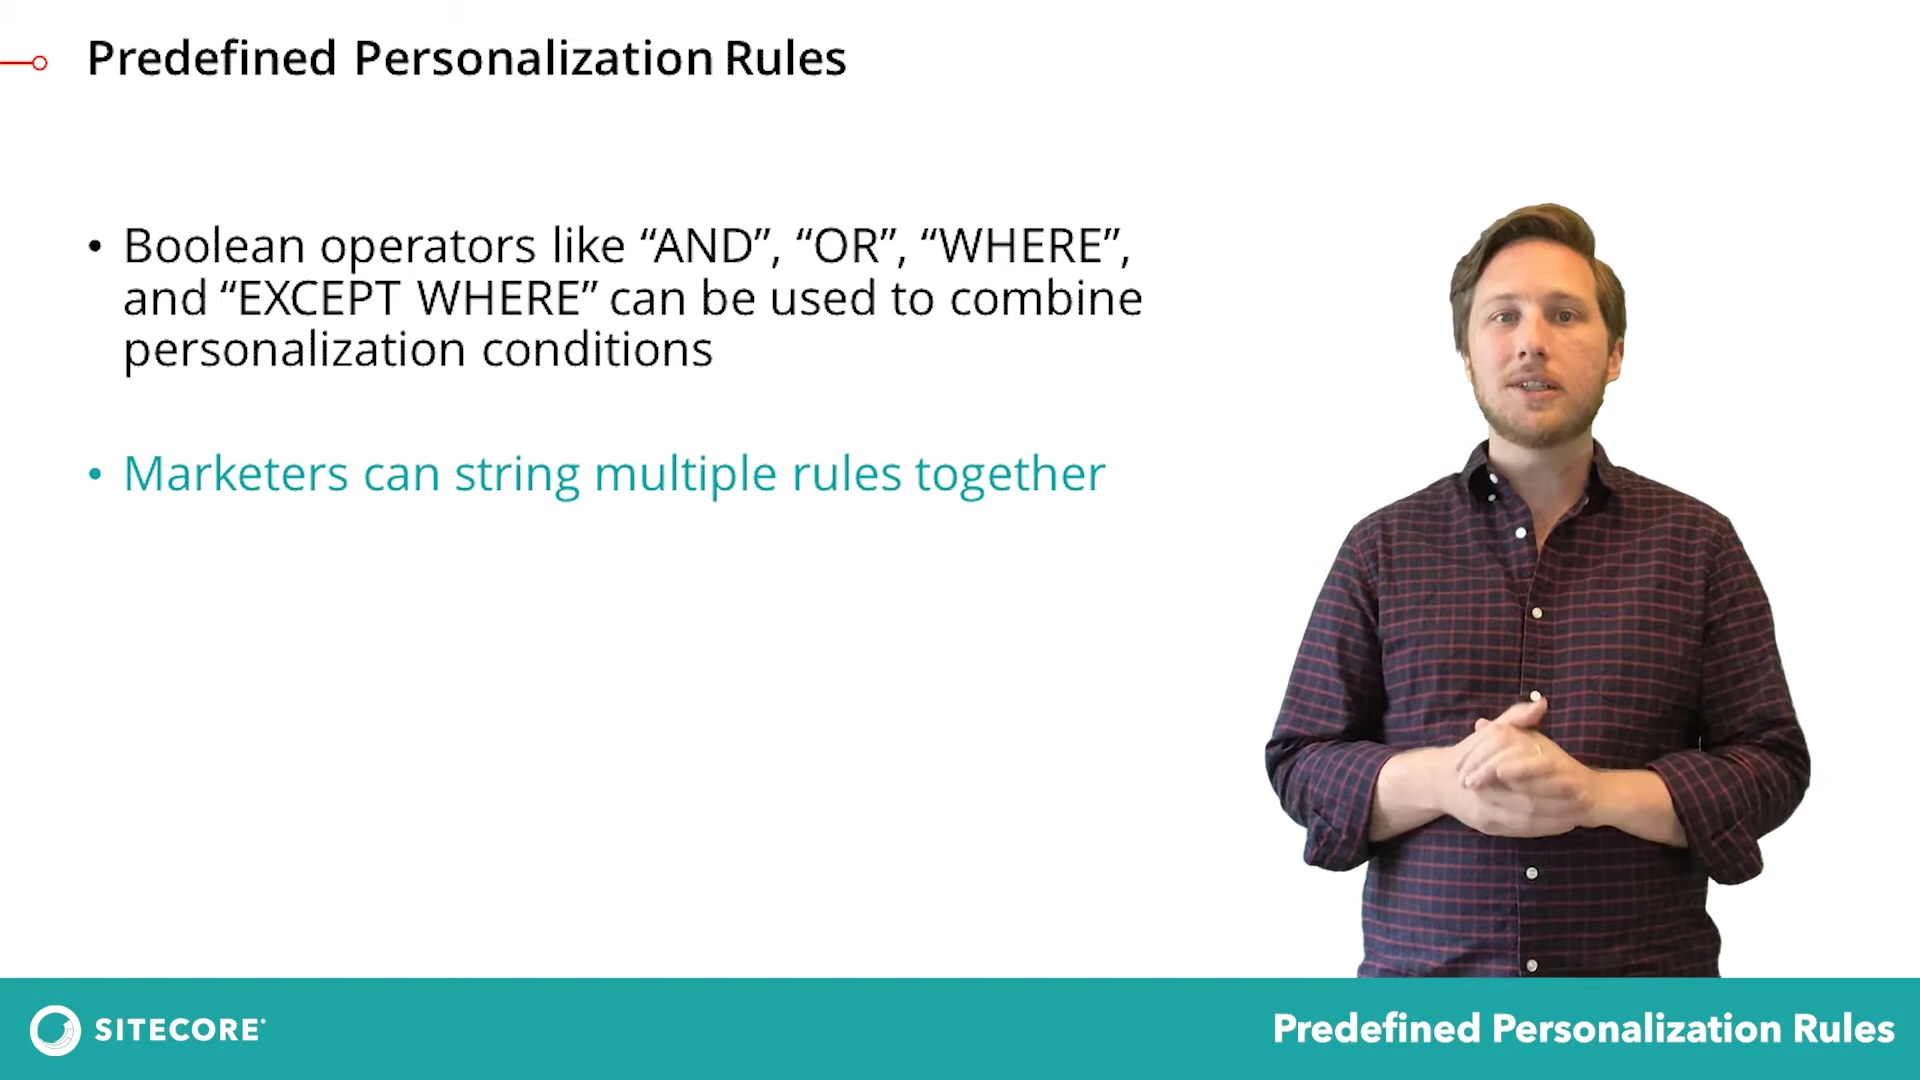 Predefined Personalization Rules
• Boolean operators like “AND”, “OR”, “WHERE”,
and “EXCEPT WHERE” can be used to combine
personalization conditions
• Marketers can string multiple rules together
SITECORE
Predefined Personalization Rules